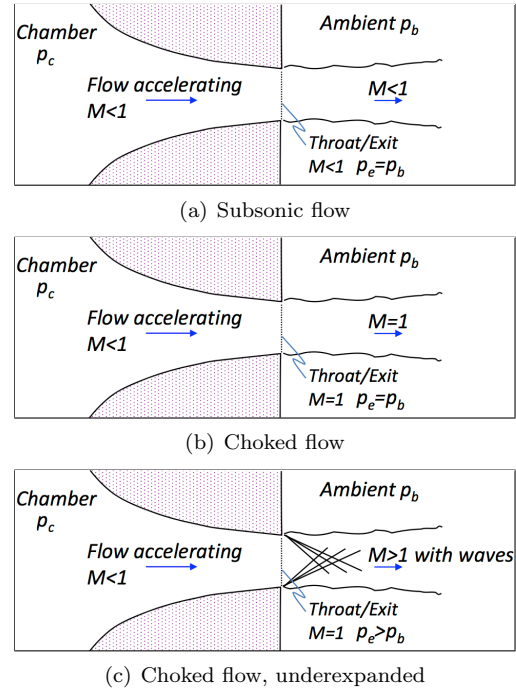 Chamber
p_c
Ambient p_b
Flow accelerating
M<1
M<1
Throat/Exit
M<1 p_e=p_b
(a) Subsonic flow
Chamber
p_c
Ambient p_b
Flow accelerating
M<1
M=1
Throat/Exit
M=1 p_e=p_b
(b) Choked flow
Chamber
p_c
Ambient p_b
Flow accelerating
M<1
M>1 with waves
Throat/Exit
M=1 p_e>p_b
(c) Choked flow, underexpanded